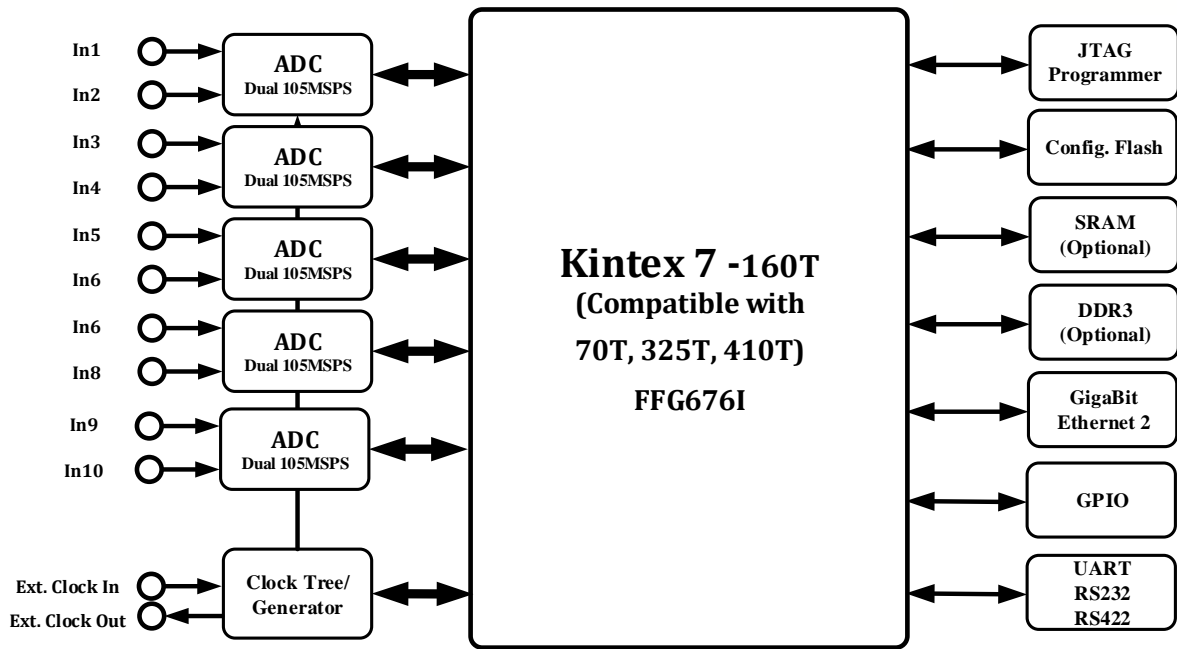 In1
In2
ADC
Dual 105MSPS
In3
In4
ADC
Dual 105MSPS
In5
In6
ADC
Dual 105MSPS
In6
In8
ADC
Dual 105MSPS
In9
In10
ADC
Dual 105MSPS
Ext. Clock In
Ext. Clock Out
Clock Tree/
Generator
Kintex 7 -160T
(Compatible with
70T, 325T, 410T)
FFG676I
JTAG
Programmer
Config. Flash
SRAM
(Optional)
DDR3
(Optional)
GigaBit
Ethernet 2
GPIO
UART
RS232
RS422